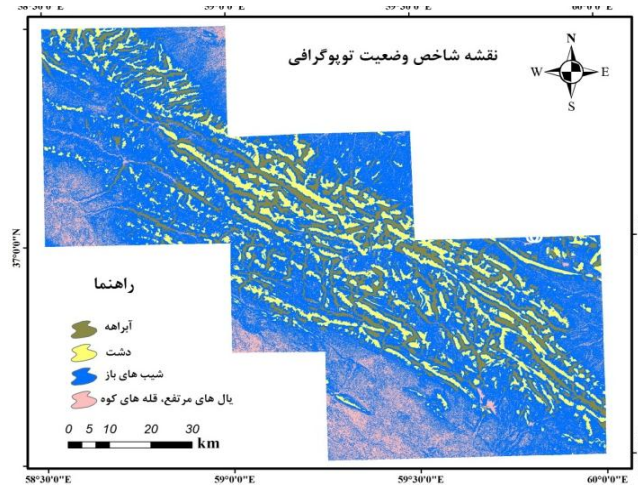 58°30'0"E 59°0'0"E 59°30'0"E 60°0'0"E
نقشه شاخص وضعیت توپوگرافی
N
W E
S
37°0'0"N
راهنما
آبراهه
دشت
شیب های باز
یال های مرتفع، قله های کوه
0 5 10 20 30
km
58°30'0"E 59°0'0"E 59°30'0"E 60°0'0"E